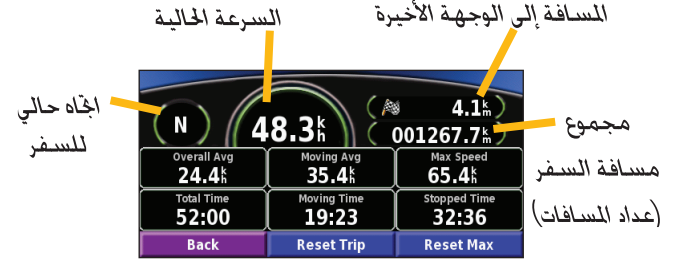 السرعة الحالية
المسافة إلى الوجهة الأخيرة
اتجاه حالي
للسفر
N
48.3 k/h
4.1 k/m
001267.7 k/m
مجموع
مسافة السفر
(عداد المسافات)
Overall Avg
24.4 k/h
Moving Avg
35.4 k/h
Max Speed
65.4 k/h
Total Time
52:00
Moving Time
19:23
Stopped Time
32:36
Back
Reset Trip
Reset Max